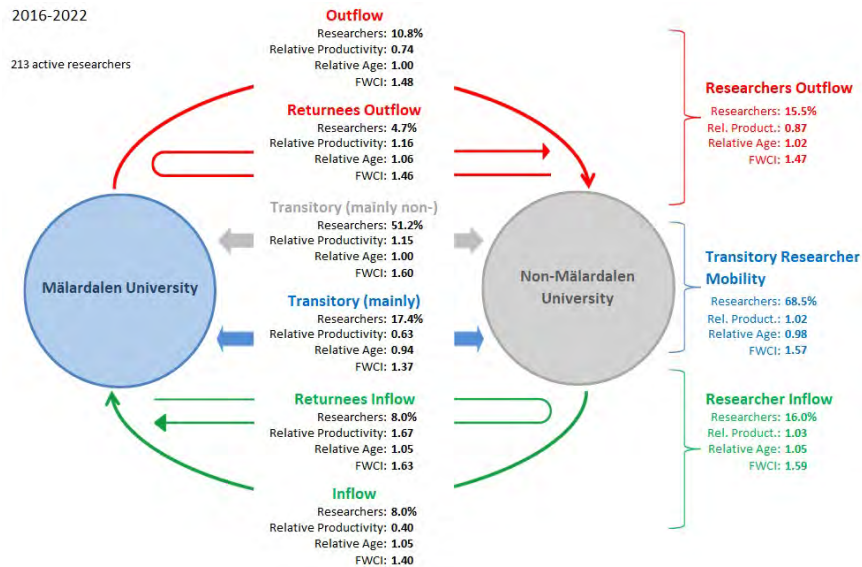 2016-2022
213 active researchers
Outflow
Researchers: 10.8%
Relative Productivity: 0.74
Relative Age: 1.00
FWCI: 1.48
Returnees Outflow
Researchers: 4.7%
Relative Productivity: 1.16
Relative Age: 1.06
FWCI: 1.46
Transitory (mainly non-)
Researchers: 51.2%
Relative Productivity: 1.15
Relative Age: 1.00
FWCI: 1.60
Transitory (mainly)
Researchers: 17.4%
Relative Productivity: 0.63
Relative Age: 0.94
FWCI: 1.37
Returnees Inflow
Researchers: 8.0%
Relative Productivity: 1.67
Relative Age: 1.05
FWCI: 1.63
Inflow
Researchers: 8.0%
Relative Productivity: 0.40
Relative Age: 1.05
FWCI: 1.40
Mälardalen University
Non-Mälardalen
University
Researchers Outflow
Researchers: 15.5%
Rel. Product.: 0.87
Relative Age: 1.02
FWCI: 1.47
Transitory Researcher
Mobility
Researchers: 68.5%
Rel. Product.: 1.02
Relative Age: 0.98
FWCI: 1.57
Researcher Inflow
Researchers: 16.0%
Rel. Product.: 1.03
Relative Age: 1.05
FWCI: 1.59